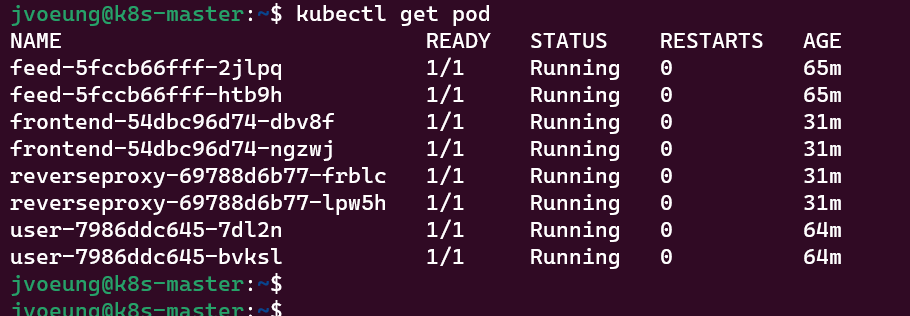 jvoeung@k8s-master:~$ kubectl get pod
NAME                            READY   STATUS    RESTARTS   AGE
feed-5fccb66fff-2jlpq           1/1     Running   0          65m
feed-5fccb66fff-htb9h           1/1     Running   0          65m
frontend-54dbc96d74-dbv8f       1/1     Running   0          31m
frontend-54dbc96d74-ngzwj       1/1     Running   0          31m
reverseproxy-69788d6b77-frblc   1/1     Running   0          31m
reverseproxy-69788d6b77-lpw5h   1/1     Running   0          31m
user-7986ddc645-7dl2n           1/1     Running   0          64m
user-7986ddc645-bvksl           1/1     Running   0          64m
jvoeung@k8s-master:~$
jvoeung@k8s-master:~$